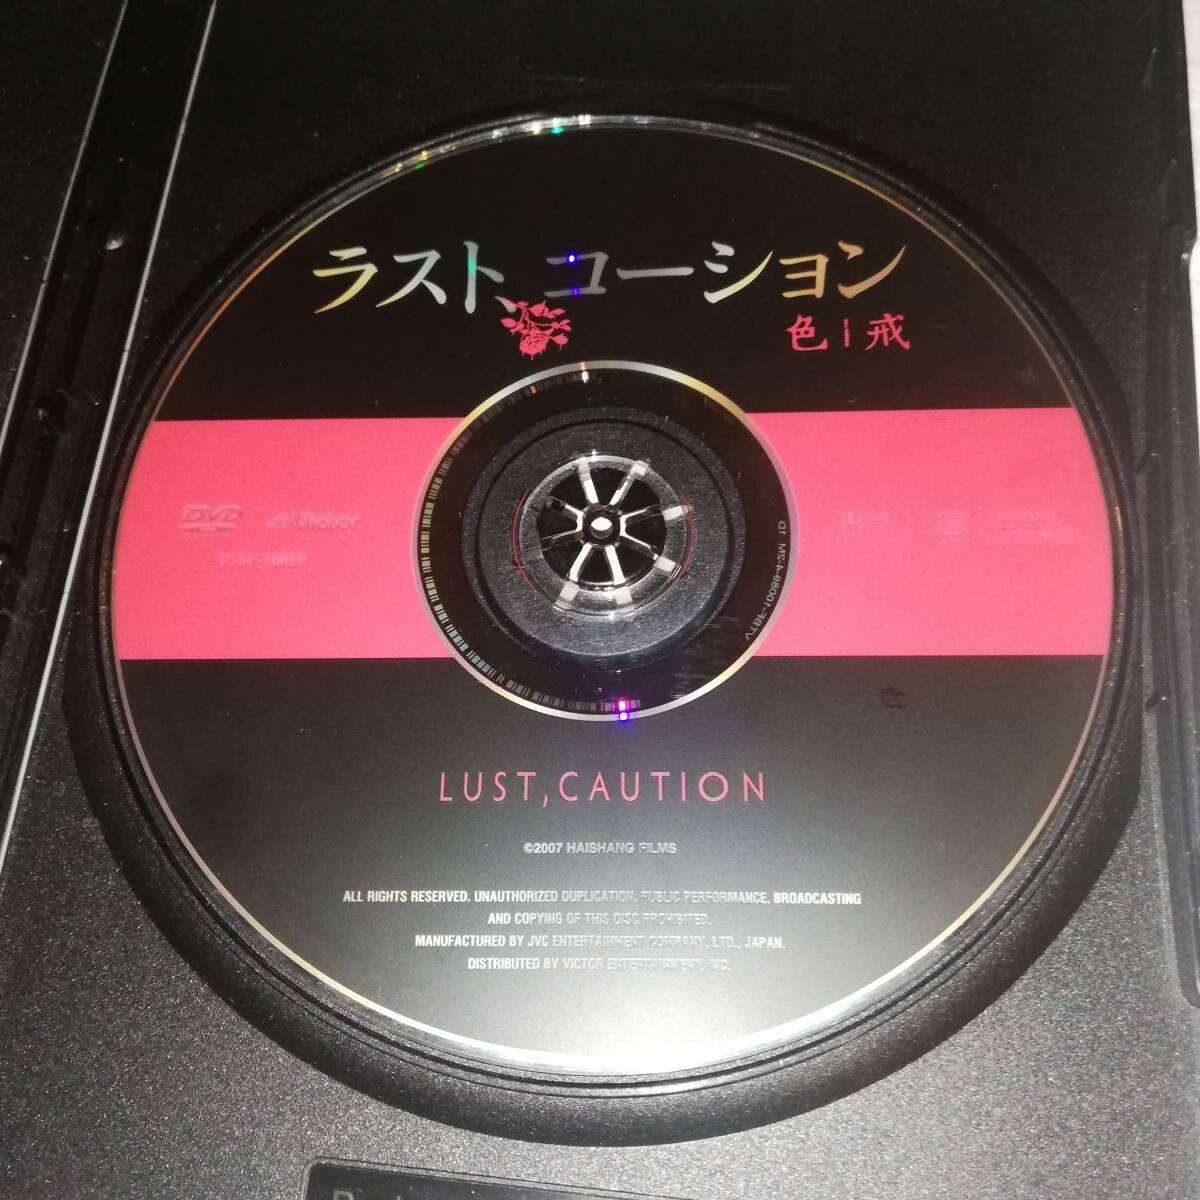 ラスト、コーション
色|戒
DVD
Victor
LUST, CAUTION
©2007 HAISHANG FILMS
ALL RIGHTS RESERVED. UNAUTHORIZED DUPLICATION, PUBLIC PERFORMANCE, BROADCASTING
AND COPYING OF THIS DISC PROHIBITED.
MANUFACTURED BY JVC ENTERTAINMENT COMPANY, LTD., JAPAN.
DISTRIBUTED BY VICTOR ENTERTAINMENT, INC.